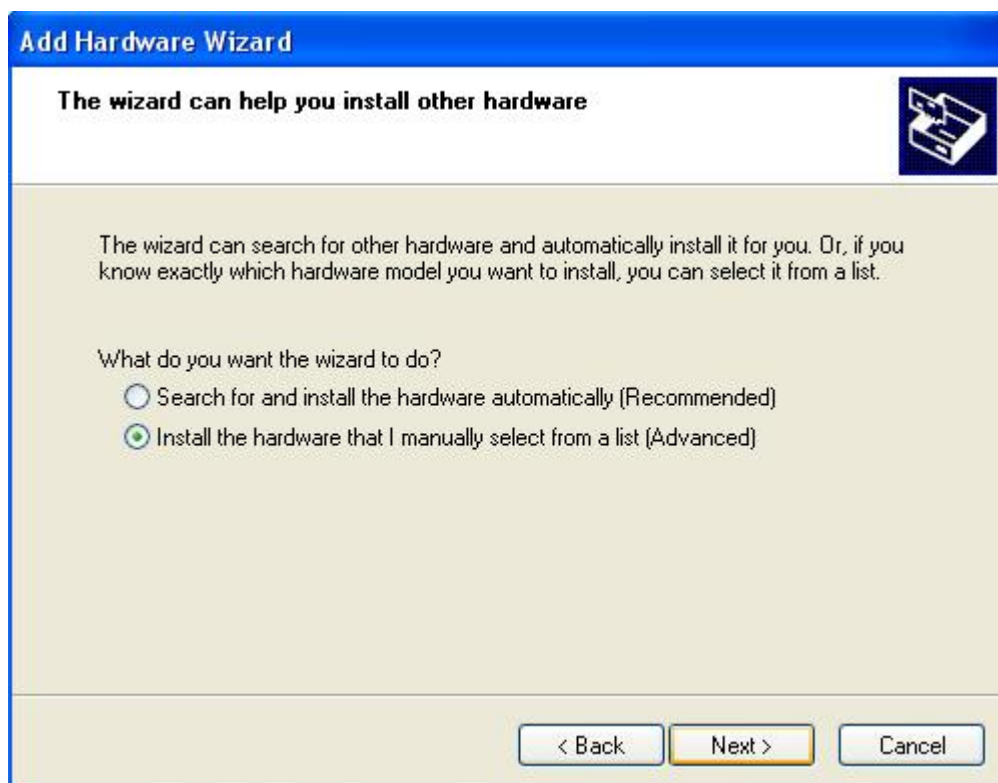 Add Hardware Wizard
The wizard can help you install other hardware
The wizard can search for other hardware and automatically install it for you. Or, if you
know exactly which hardware model you want to install, you can select it from a list.
What do you want the wizard to do?
Search for and install the hardware automatically (Recommended)
Install the hardware that I manually select from a list (Advanced)
< Back Next > Cancel